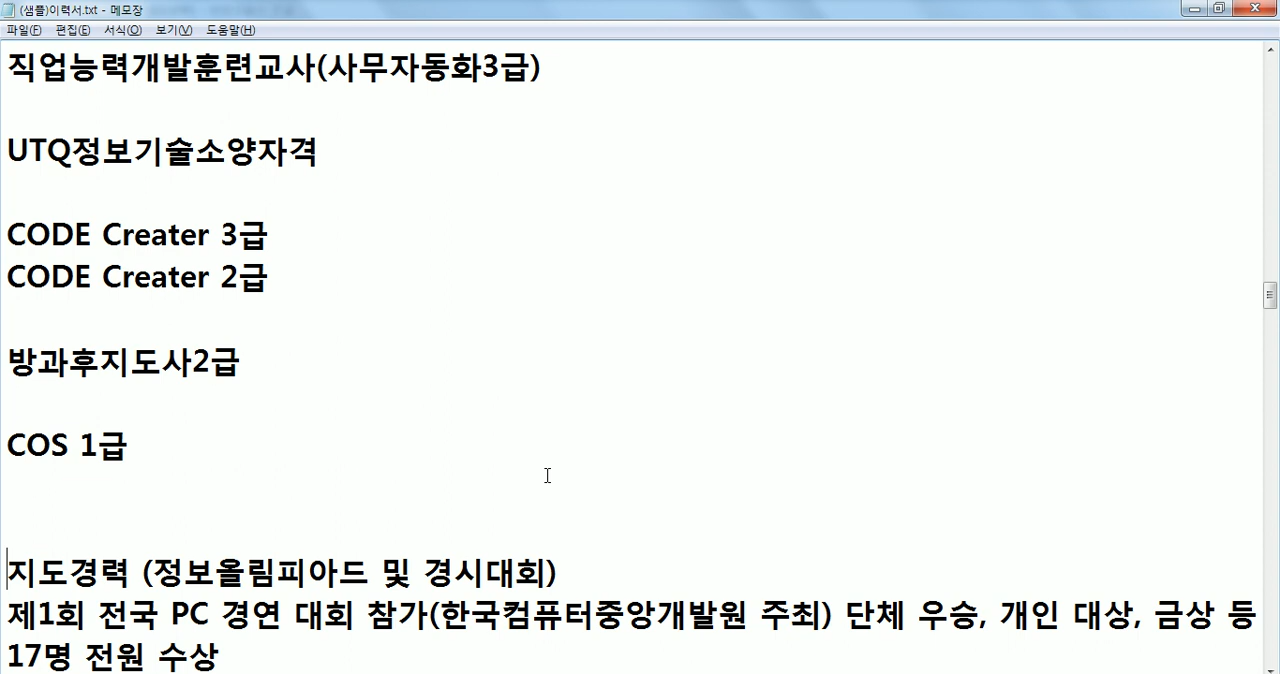 (샘플)이력서.txt - 메모장
파일(F) 편집(E) 서식(O) 보기(V) 도움말(H)
직업능력개발훈련교사(사무자동화3급)
UTQ정보기술소양자격
CODE Creater 3급
CODE Creater 2급
방과후지도사2급
COS 1급
지도경력 (정보올림피아드 및 경시대회)
제1회 전국 PC 경연 대회 참가(한국컴퓨터중앙개발원 주최) 단체 우승, 개인 대상, 금상 등
17명 전원 수상